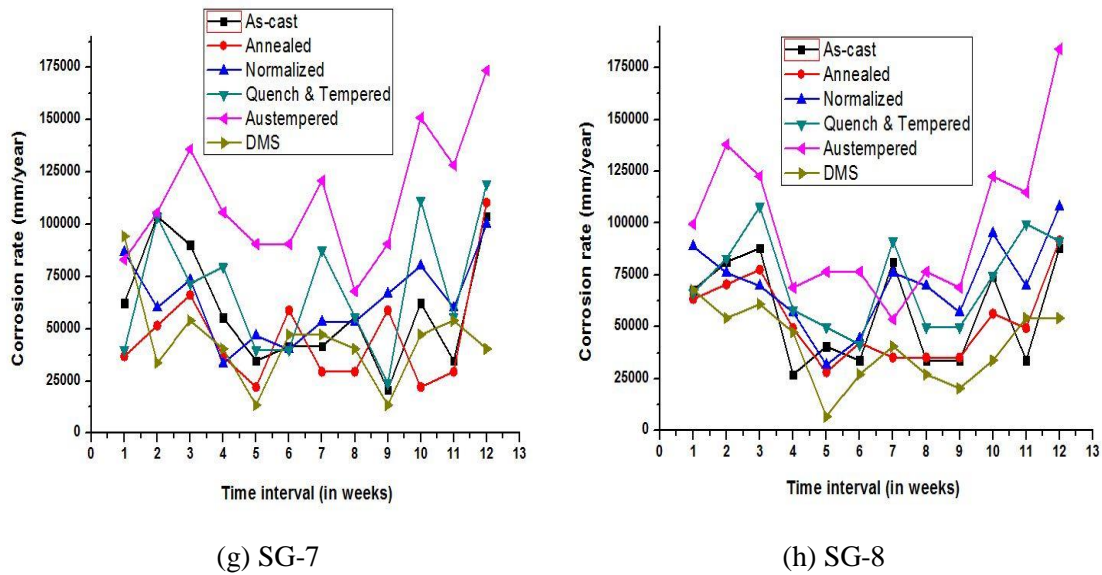 As-cast
Annealed
Normalized
Quench & Tempered
Austempered
DMS
175000
150000
125000
100000
75000
50000
25000
0
Corrosion rate (mm/year)
0 1 2 3 4 5 6 7 8 9 10 11 12 13
Time interval (in weeks)
(g) SG-7
As-cast
Annealed
Normalized
Quench & Tempered
Austempered
DMS
175000
150000
125000
100000
75000
50000
25000
0
Corrosion rate (mm/year)
0 1 2 3 4 5 6 7 8 9 10 11 12 13
Time interval (in weeks)
(h) SG-8